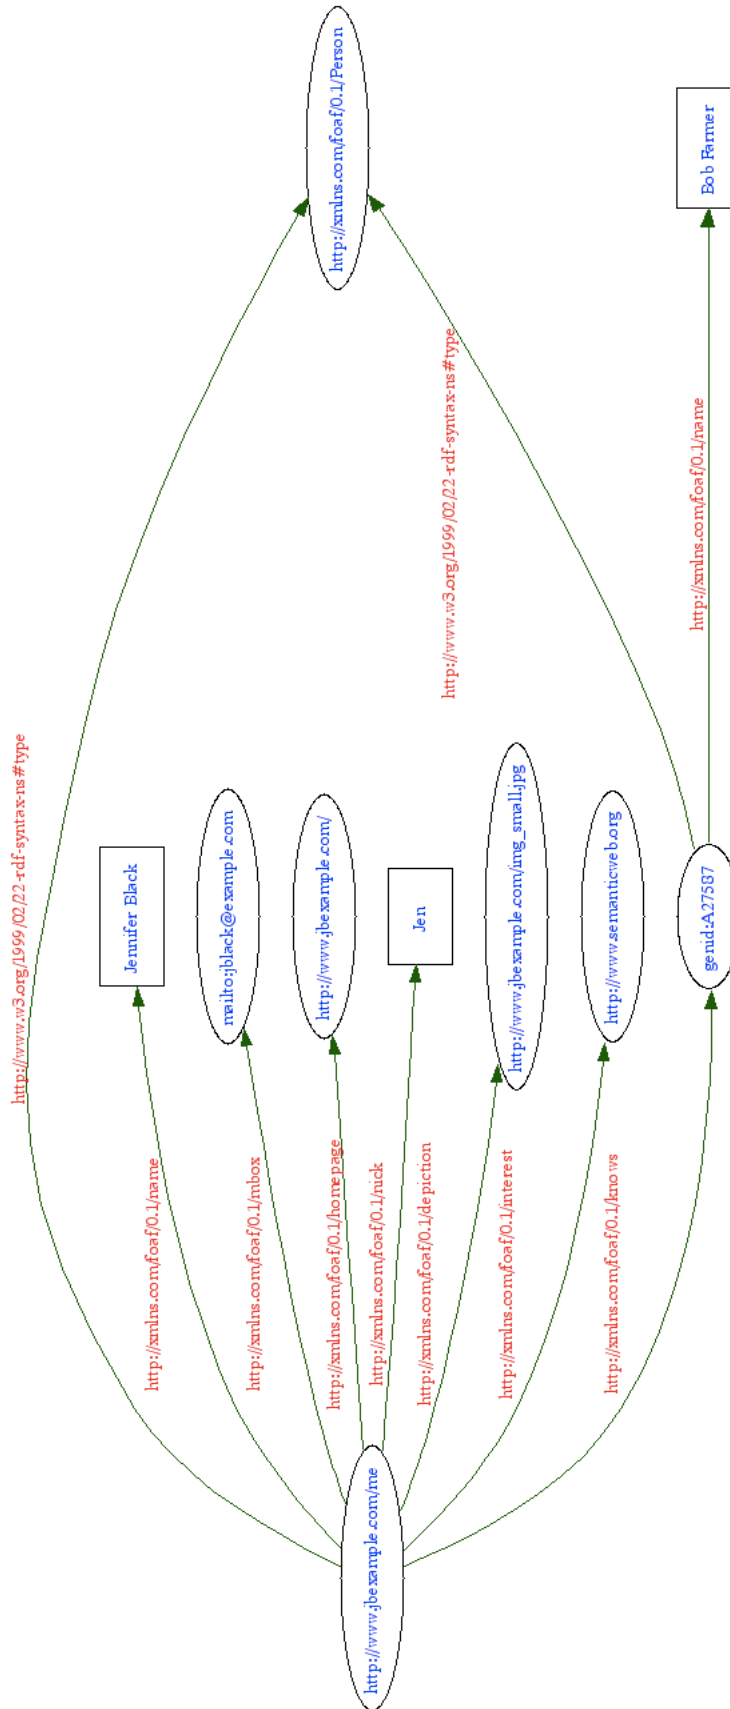 http://www.w3.org/1999/02/22-rdf-syntax-ns#type
http://xmlns.com/foaf/0.1/Person
Jennifer Black
http://xmlns.com/foaf/0.1/name
mailto:jblack@example.com
http://xmlns.com/foaf/0.1/mbox
http://www.jbexample.com/
http://xmlns.com/foaf/0.1/homepage
http://www.jbexample.com/me
http://xmlns.com/foaf/0.1/nick
Jen
http://xmlns.com/foaf/0.1/depiction
http://www.w3.org/1999/02/22-rdf-syntax-ns#type
http://www.jbexample.com/img_small.jpg
http://xmlns.com/foaf/0.1/interest
http://www.semanticweb.org
http://xmlns.com/foaf/0.1/knows
genid:A27587
http://xmlns.com/foaf/0.1/name
Bob Farmer